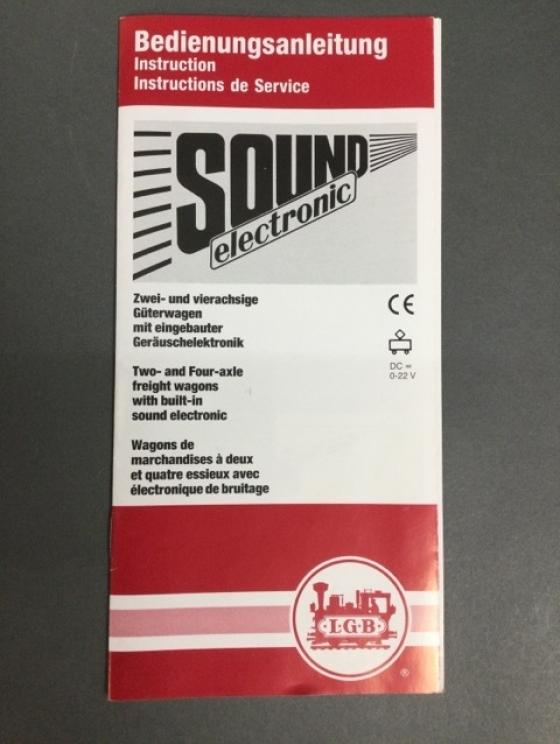 Bedienungsanleitung
Instruction
Instructions de Service
SOUND
electronic
Zwei- und vierachsige
Güterwagen
mit eingebauter
Geräuschelektronik
CE
DC =
0-22 V
Two- and Four-axle
freight wagons
with built-in
sound electronic
Wagons de
marchandises à deux
et quatre essieux avec
électronique de bruitage
L·G·B
®